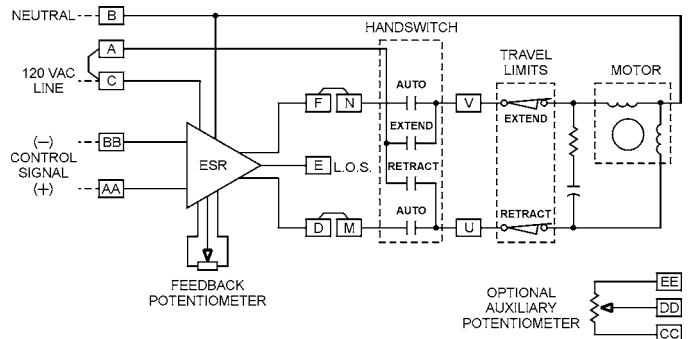 NEUTRAL
B
HANDSWITCH
A
120 VAC
LINE
C
TRAVEL
LIMITS
MOTOR
AUTO
F
N
V
EXTEND
EXTEND
(–)
CONTROL
SIGNAL
(+)
BB
AA
ESR
E
L.O.S.
RETRACT
AUTO
D
M
U
RETRACT
FEEDBACK
POTENTIOMETER
OPTIONAL
AUXILIARY
POTENTIOMETER
EE
DD
CC